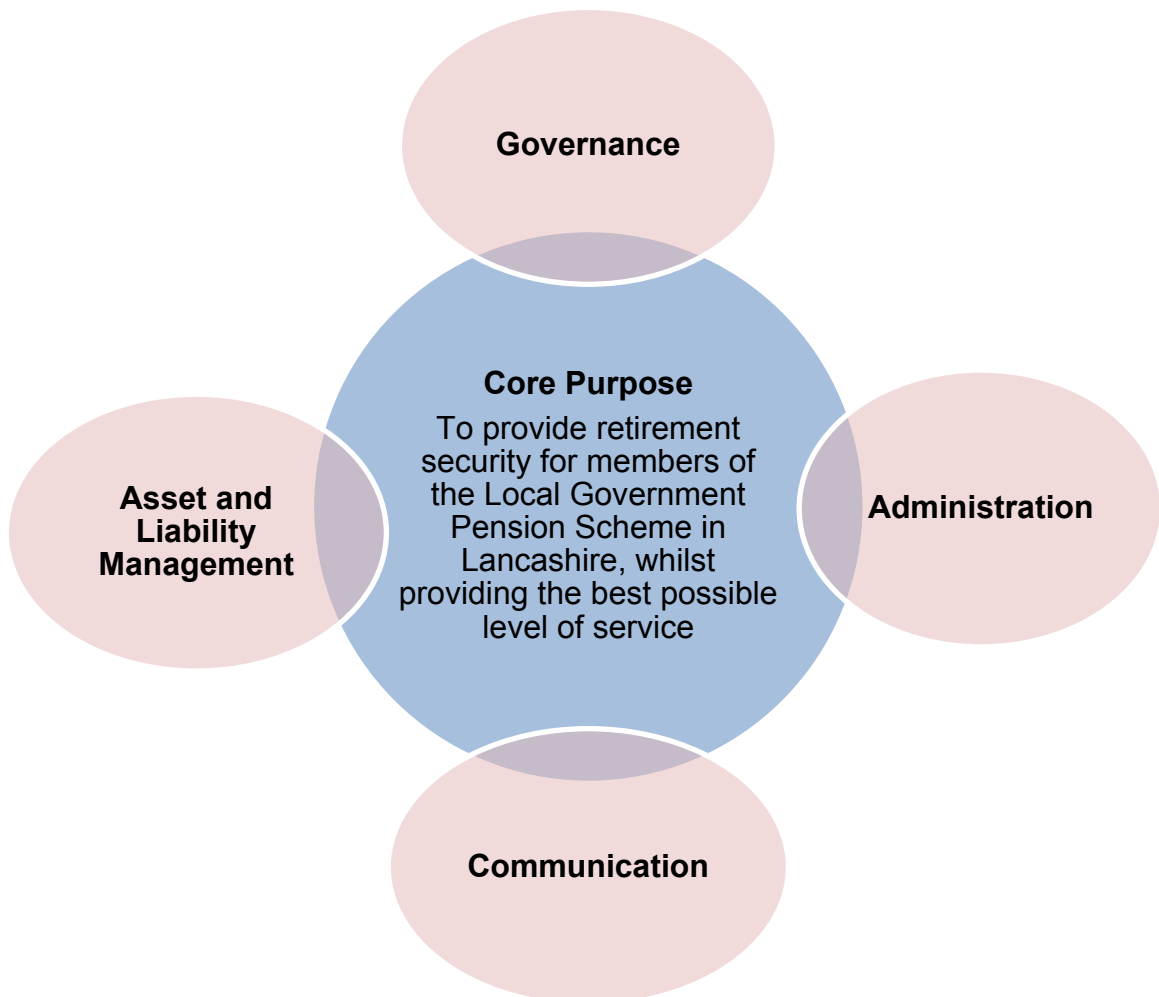 Governance
Core Purpose
To provide retirement
security for members of
the Local Government
Pension Scheme in
Lancashire, whilst
providing the best possible
level of service
Asset and
Liability
Management
Administration
Communication